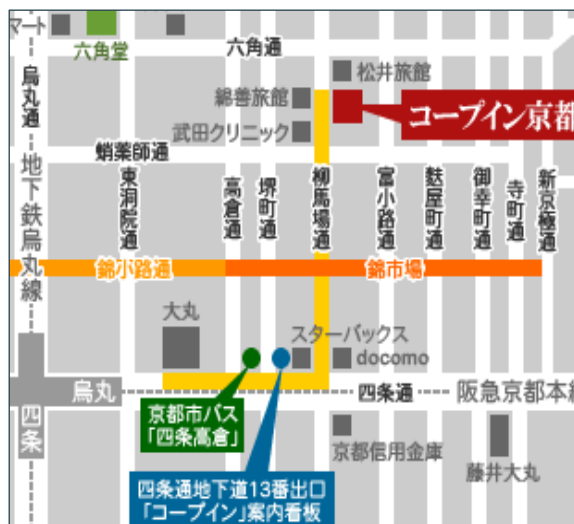 マート
六角堂
六角通
松井旅館
烏丸通
綿善旅館
コープイン京都
武田クリニック
蛸薬師通
地下鉄烏丸線
東洞院通
高倉通
堺町通
柳馬場通
富小路通
麩屋町通
御幸町通
寺町通
新京極通
錦小路通
錦市場
大丸
スターバックス
docomo
烏丸
四条通
阪急京都本線
四条
京都市バス
「四条高倉」
京都信用金庫
藤井大丸
四条通地下道13番出口
「コープイン」案内看板